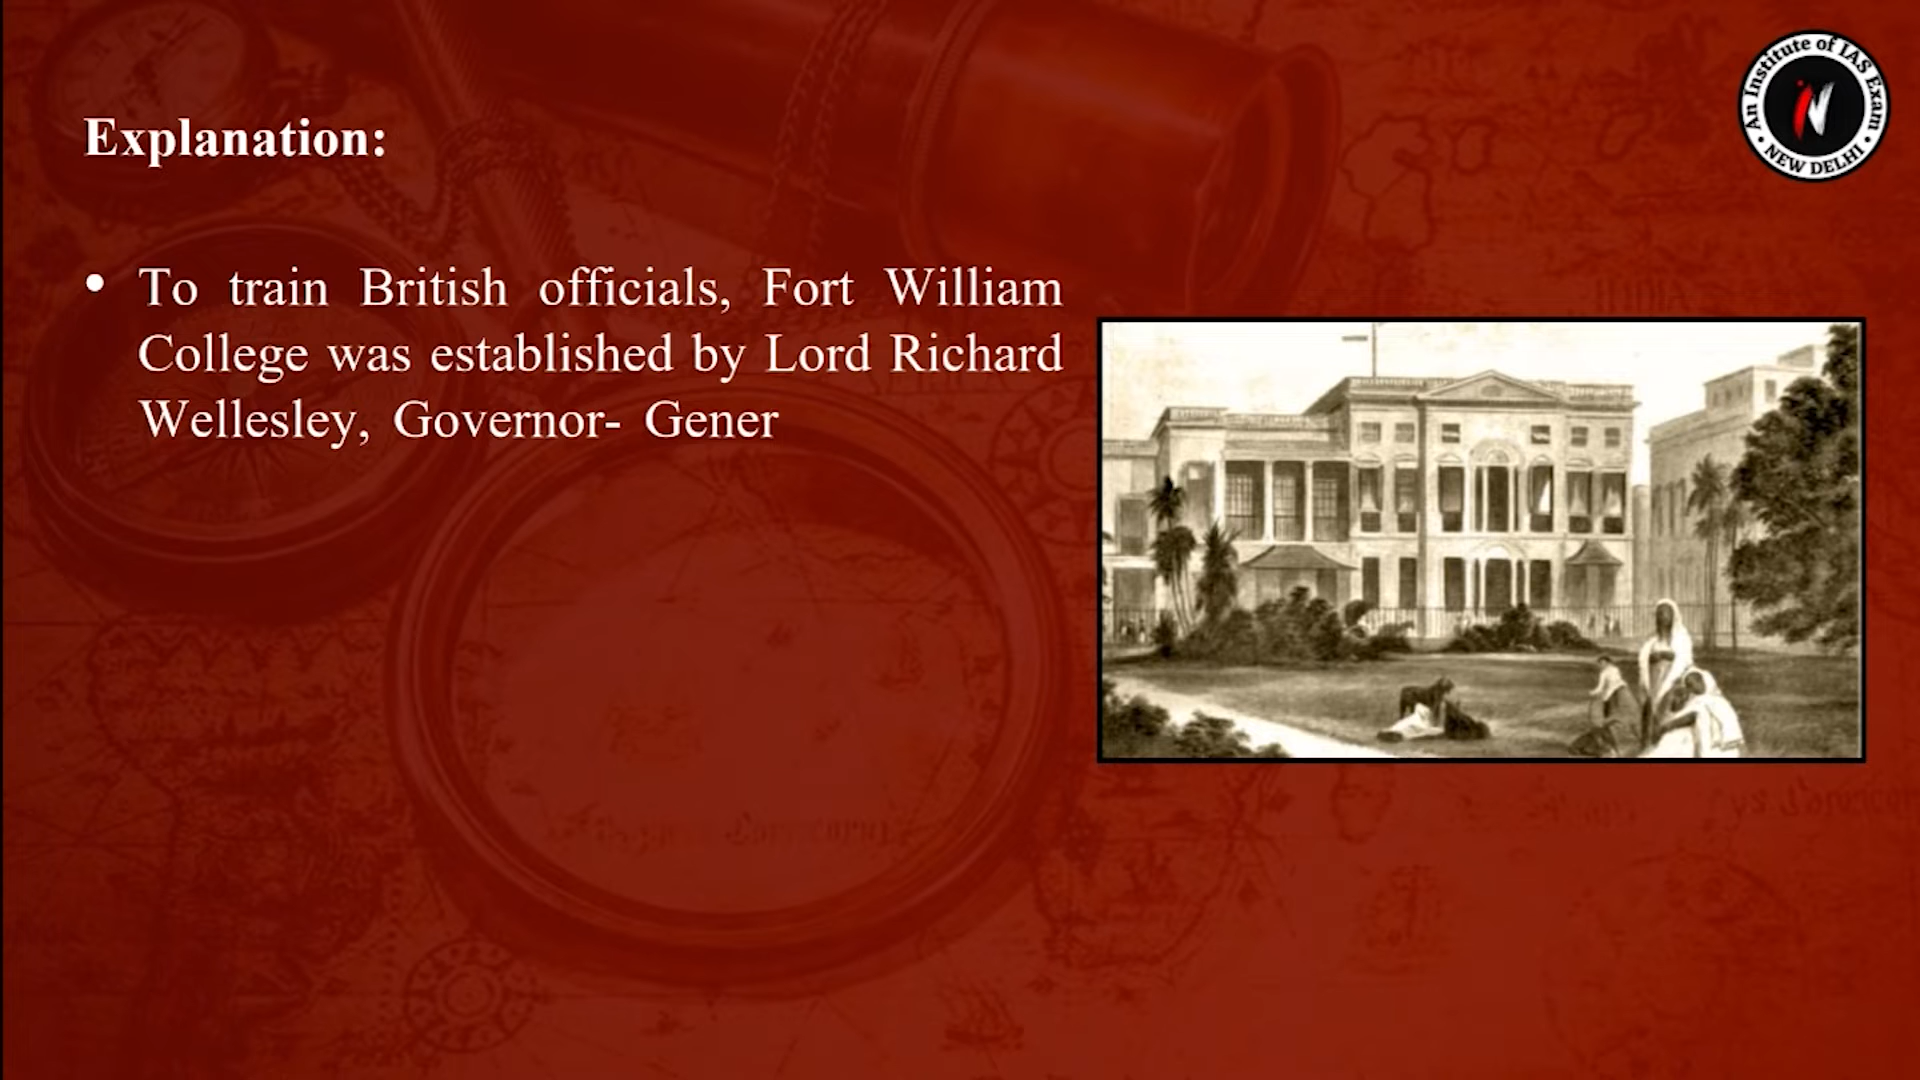 An Institute of IAS Exam
• NEW DELHI •
Explanation:
• To train British officials, Fort William
College was established by Lord Richard
Wellesley, Governor- Gener